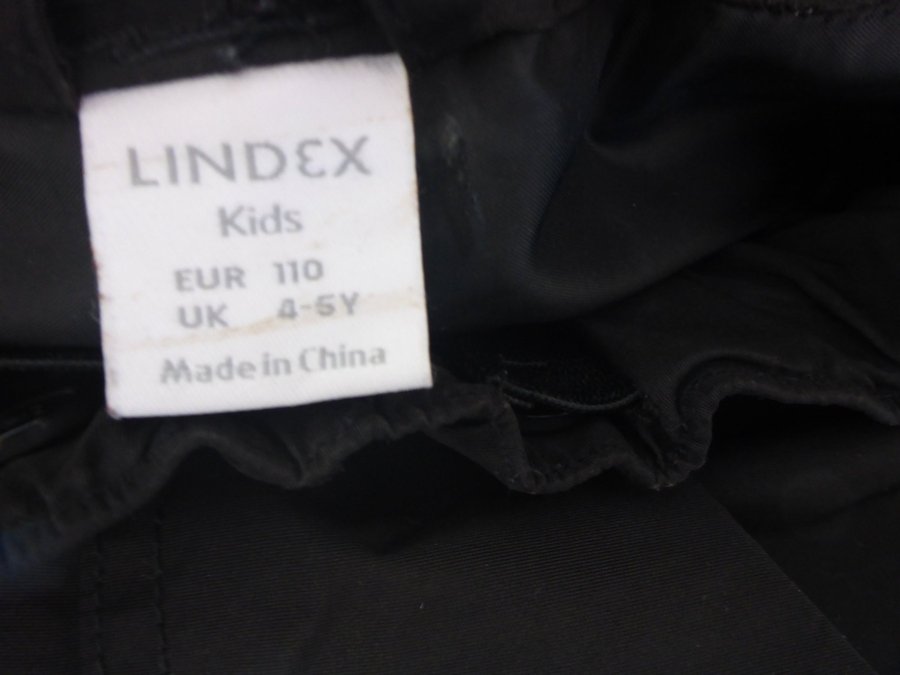 LINDEX
Kids
EUR 110
UK 4-5Y
Made in China